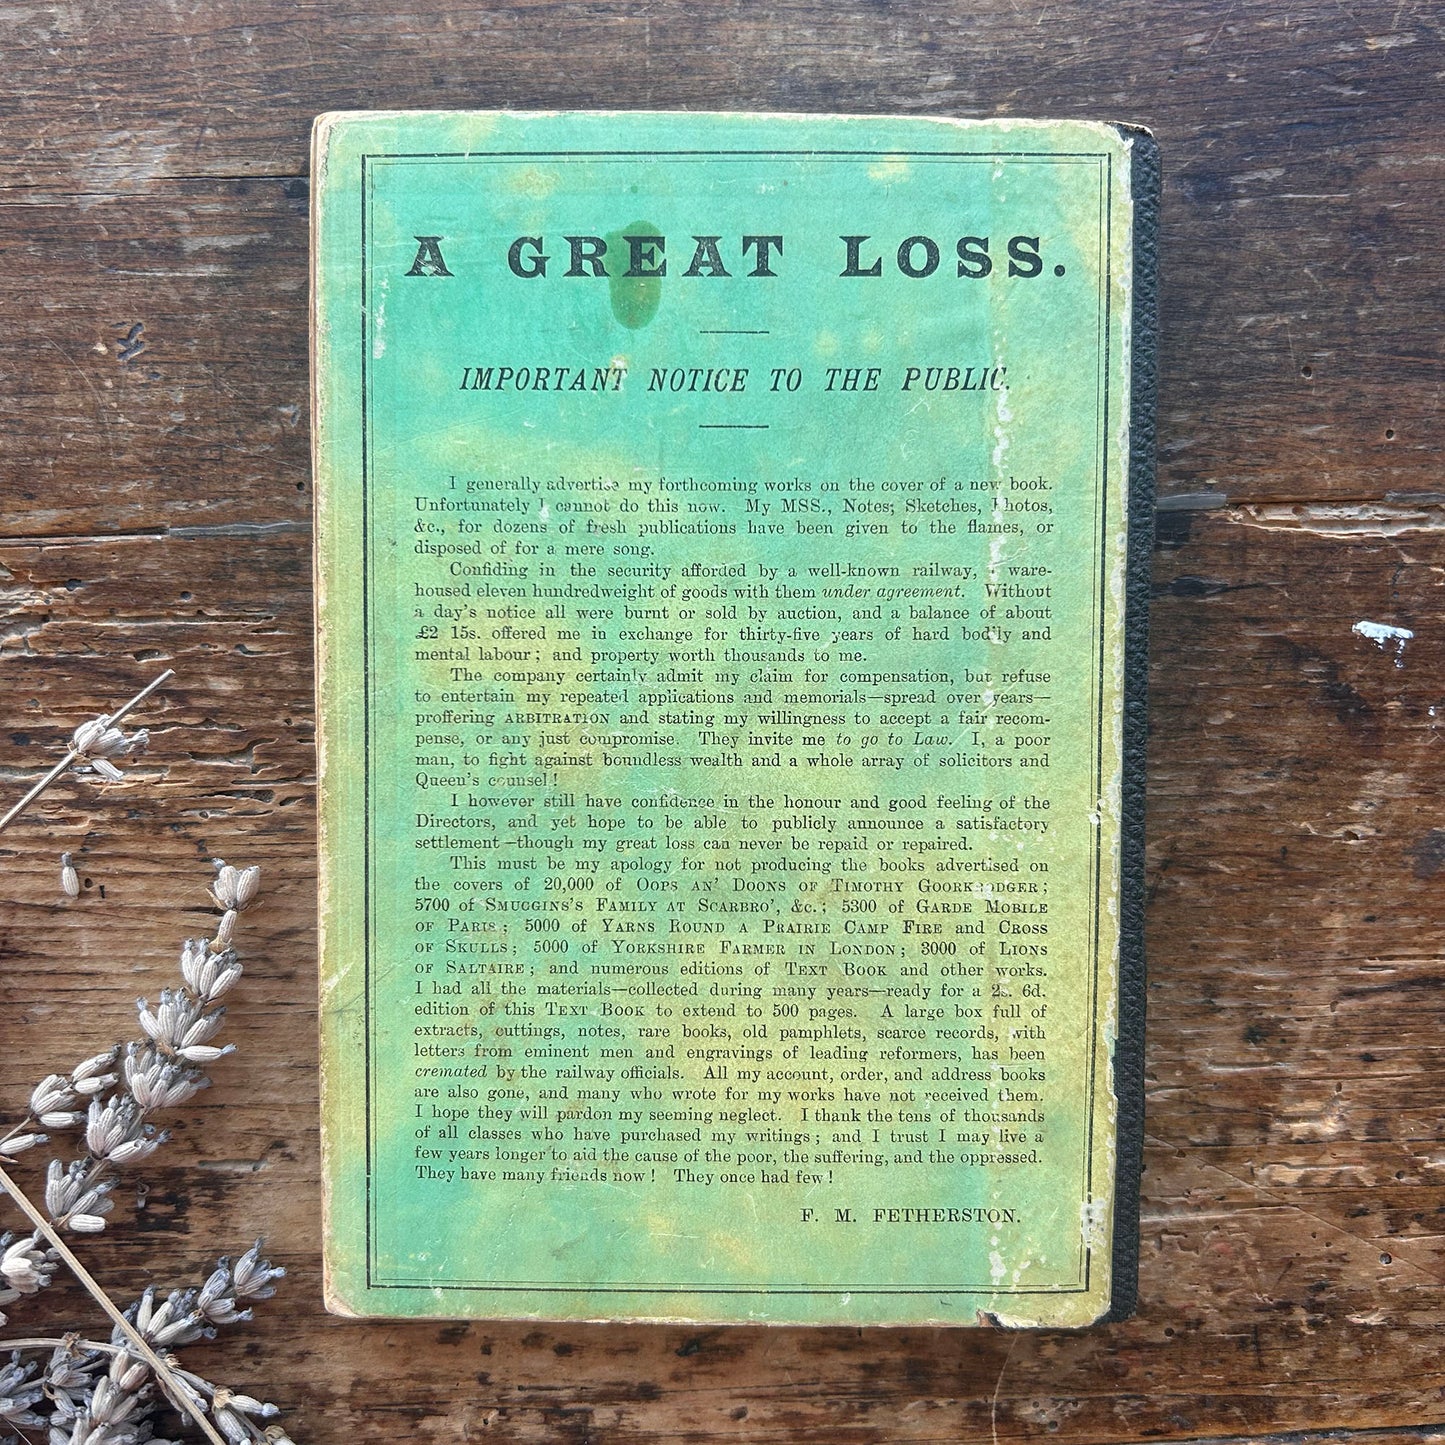 A GREAT LOSS.
IMPORTANT NOTICE TO THE PUBLIC.
I generally advertise my forthcoming works on the cover of a new book.
Unfortunately I cannot do this now. My MSS., Notes; Sketches, Photos,
&c., for dozens of fresh publications have been given to the flames, or
disposed of for a mere song.
Confiding in the security afforded by a well-known railway, ware-
housed eleven hundredweight of goods with them under agreement. Without
a day's notice all were burnt or sold by auction, and a balance of about
£2 15s. offered me in exchange for thirty-five years of hard bodily and
mental labour; and property worth thousands to me.
The company certainly admit my claim for compensation, but refuse
to entertain my repeated applications and memorials—spread over years—
proffering ARBITRATION and stating my willingness to accept a fair recom-
pense, or any just compromise. They invite me to go to Law. I, a poor
man, to fight against boundless wealth and a whole array of solicitors and
Queen's counsel!
I however still have confidence in the honour and good feeling of the
Directors, and yet hope to be able to publicly announce a satisfactory
settlement—though my great loss can never be repaid or repaired.
This must be my apology for not producing the books advertised on
the covers of 20,000 of OOPS AN' DOONS OF TIMOTHY GOORKRODGER;
5700 of SMUGGINS'S FAMILY AT SCARBRO', &c.; 5300 of GARDE MOBILE
OF PARIS; 5000 of YARNS ROUND A PRAIRIE CAMP FIRE and CROSS
OF SKULLS; 5000 of YORKSHIRE FARMER IN LONDON; 3000 of LIONS
OF SALTAIRE; and numerous editions of TEXT BOOK and other works.
I had all the materials—collected during many years—ready for a 2s. 6d.
edition of this TEXT BOOK to extend to 500 pages. A large box full of
extracts, cuttings, notes, rare books, old pamphlets, scarce records, with
letters from eminent men and engravings of leading reformers, has been
cremated by the railway officials. All my account, order, and address books
are also gone, and many who wrote for my works have not received them.
I hope they will pardon my seeming neglect. I thank the tens of thousands
of all classes who have purchased my writings; and I trust I may live a
few years longer to aid the cause of the poor, the suffering, and the oppressed.
They have many friends now! They once had few!
F. M. FETHERSTON.